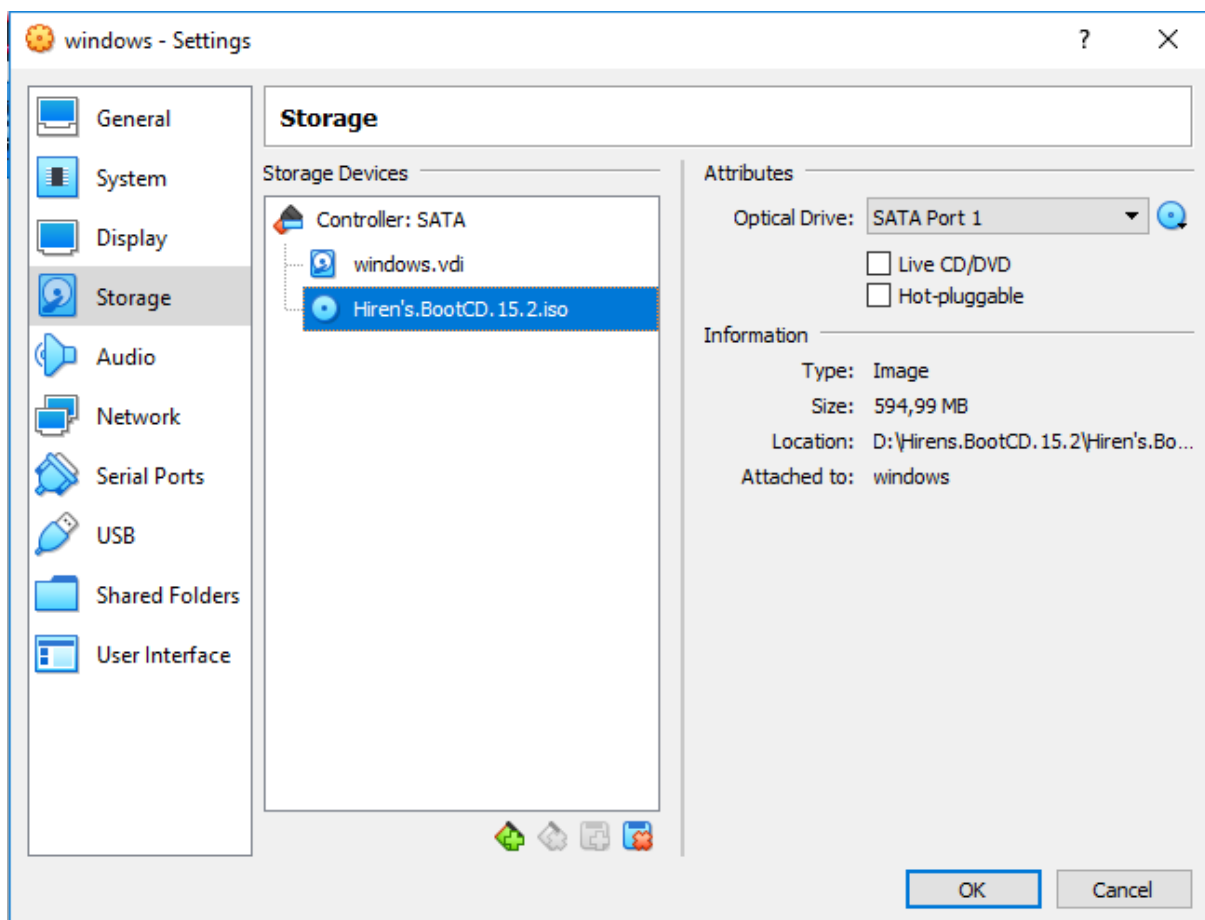 windows - Settings
?
General
System
Display
Storage
Audio
Network
Serial Ports
USB
Shared Folders
User Interface
Storage
Storage Devices
Controller: SATA
windows.vdi
Hiren's.BootCD.15.2.iso
Attributes
Optical Drive: SATA Port 1
Live CD/DVD
Hot-pluggable
Information
Type: Image
Size: 594,99 MB
Location: D:\Hirens.BootCD.15.2\Hiren's.Bo...
Attached to: windows
OK
Cancel